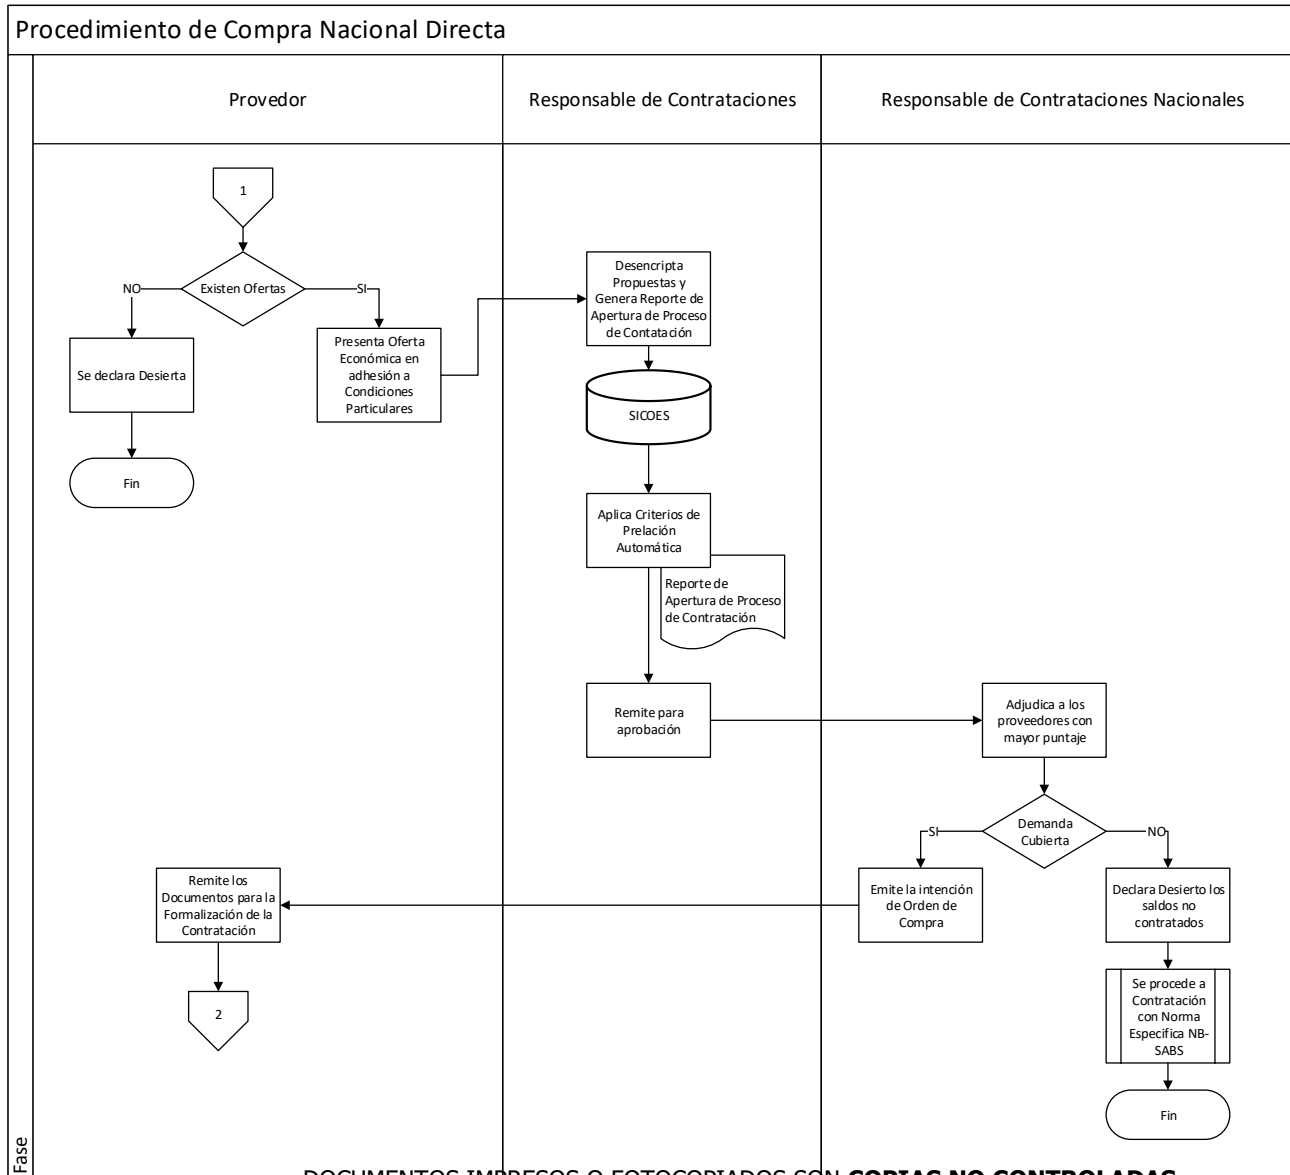 Procedimiento de Compra Nacional Directa
Provedor
Responsable de Contrataciones
Responsable de Contrataciones Nacionales
1
Existen Ofertas
NO
SI
Se declara Desierta
Fin
Presenta Oferta
Económica en
adhesión a
Condiciones
Particulares
Desencripta
Propuestas y
Genera Reporte de
Apertura de Proceso
de Contatación
SICOES
Aplica Criterios de
Prelación
Automática
Reporte de
Apertura de Proceso
de Contratación
Remite para
aprobación
Adjudica a los
proveedores con
mayor puntaje
Demanda
Cubierta
SI
NO
Emite la intención
de Orden de
Compra
Declara Desierto los
saldos no
contratados
Remite los
Documentos para la
Formalización de la
Contratación
2
Se procede a
Contratación
con Norma
Especifica NB-
SABS
Fin
Fase
DOCUMENTOS IMPRESOS O FOTOCOPIADOS SON COPIAS NO CONTROLADAS